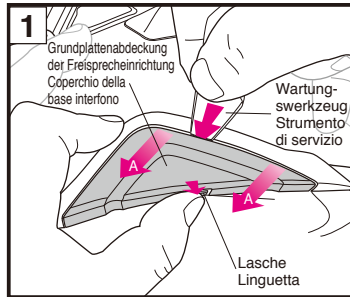 1
Grundplattenabdeckung
der Freisprecheinrichtung
Coperchio della
base interfono
Wartung-
swerkzeug
Strumento
di servizio
A
A
Lasche
Linguetta